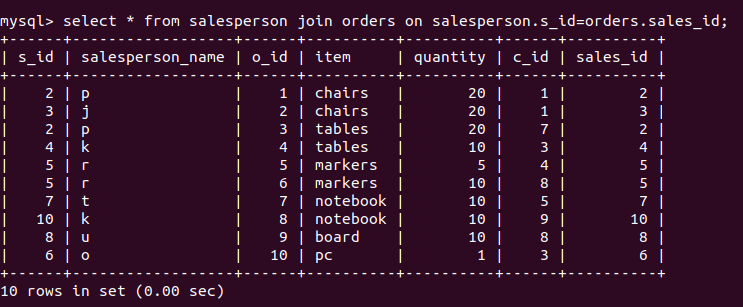 mysql> select * from salesperson join orders on salesperson.s_id=orders.sales_id;
+------+------------------+------+----------+----------+------+----------+
| s_id | salesperson_name | o_id | item     | quantity | c_id | sales_id |
+------+------------------+------+----------+----------+------+----------+
|    2 | p                |    1 | chairs   |       20 |    1 |        2 |
|    3 | j                |    2 | chairs   |       20 |    1 |        3 |
|    2 | p                |    3 | tables   |       20 |    7 |        2 |
|    4 | k                |    4 | tables   |       10 |    3 |        4 |
|    5 | r                |    5 | markers  |        5 |    4 |        5 |
|    5 | r                |    6 | markers  |       10 |    8 |        5 |
|    7 | t                |    7 | notebook |       10 |    5 |        7 |
|   10 | k                |    8 | notebook |       10 |    9 |       10 |
|    8 | u                |    9 | board    |       10 |    8 |        8 |
|    6 | o                |   10 | pc       |        1 |    3 |        6 |
+------+------------------+------+----------+----------+------+----------+
10 rows in set (0.00 sec)